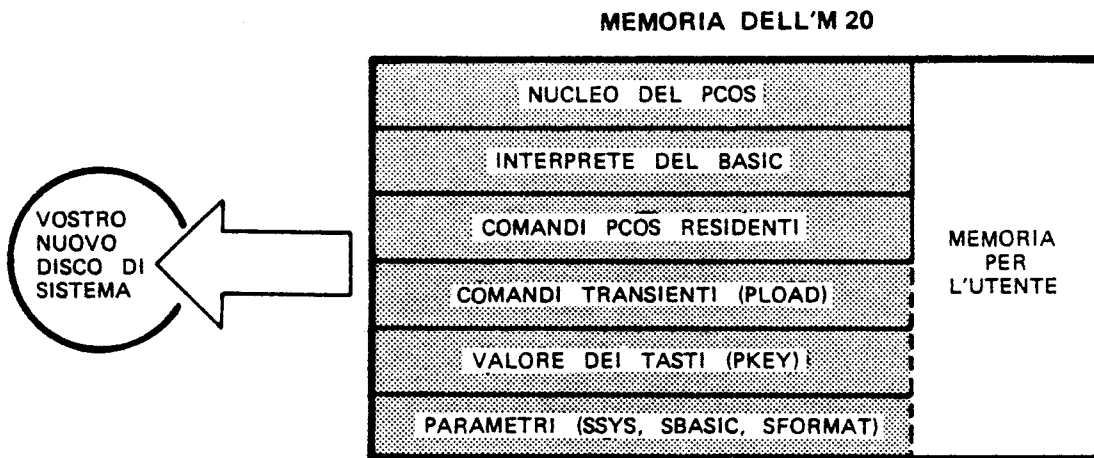 MEMORIA DELL'M 20
NUCLEO DEL PCOS
INTERPRETE DEL BASIC
COMANDI PCOS RESIDENTI
COMANDI TRANSIENTI (PLOAD)
VALORE DEI TASTI (PKEY)
PARAMETRI (SSYS, SBASIC, SFORMAT)
MEMORIA
PER
L'UTENTE
VOSTRO
NUOVO
DISCO DI
SISTEMA